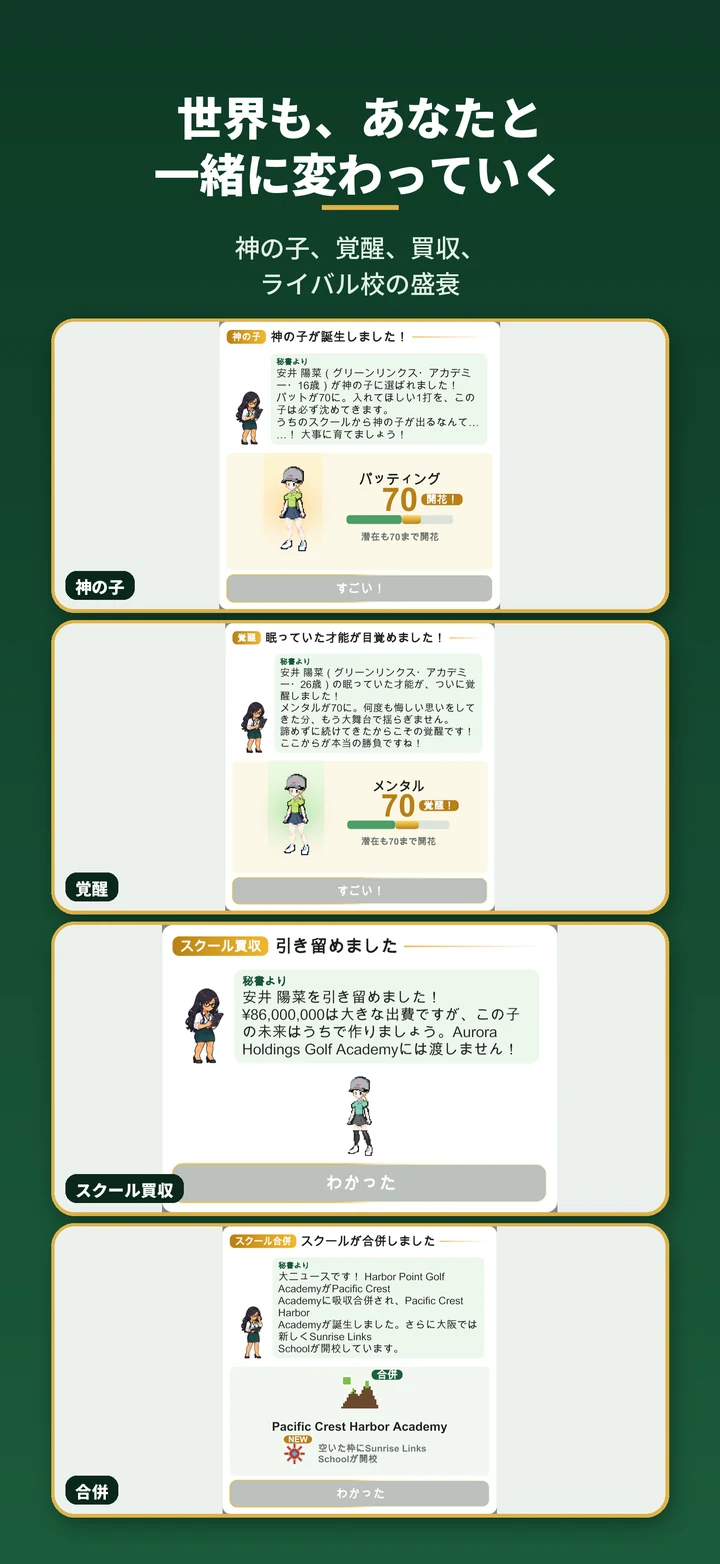 世界も、あなたと
一緒に変わっていく
神の子、覚醒、買収、
ライバル校の盛衰
神の子 神の子が誕生しました！
秘書より
安井 陽菜 ( グリーンリンクス・アカデミ
ー・16歳 ) が神の子に選ばれました！
パットが70に。入れてほしい1打を、この
子は必ず沈めてきます。
うちのスクールから神の子が出るなんて…
…！ 大事に育てましょう！
パッティング
70 開花！
潜在も70まで開花
すごい！
神の子
覚醒 眠っていた才能が目覚めました！
秘書より
安井 陽菜 ( グリーンリンクス・アカデミ
ー・26歳 ) の眠っていた才能が、ついに覚
醒しました！
メンタルが70に。何度も悔しい思いをして
きた分、もう大舞台で揺らぎません。
諦めずに続けてきたからこその覚醒です！
ここからが本当の勝負ですね！
メンタル
70 覚醒！
潜在も70まで開花
すごい！
覚醒
スクール買収 引き留めました
秘書より
安井 陽菜を引き留めました！
¥86,000,000は大きな出費ですが、この子
の未来はうちで作りましょう。Aurora
Holdings Golf Academyには渡しません！
わかった
スクール買収
スクール合併 スクールが合併しました
秘書より
大ニュースです！ Harbor Point Golf
AcademyがPacific Crest
Academyに吸収合併され、Pacific Crest
Harbor
Academyが誕生しました。さらに大阪では
新しくSunrise Links
Schoolが開校しています。
合併
Pacific Crest Harbor Academy
NEW
空いた枠にSunrise Links
Schoolが開校
わかった
合併